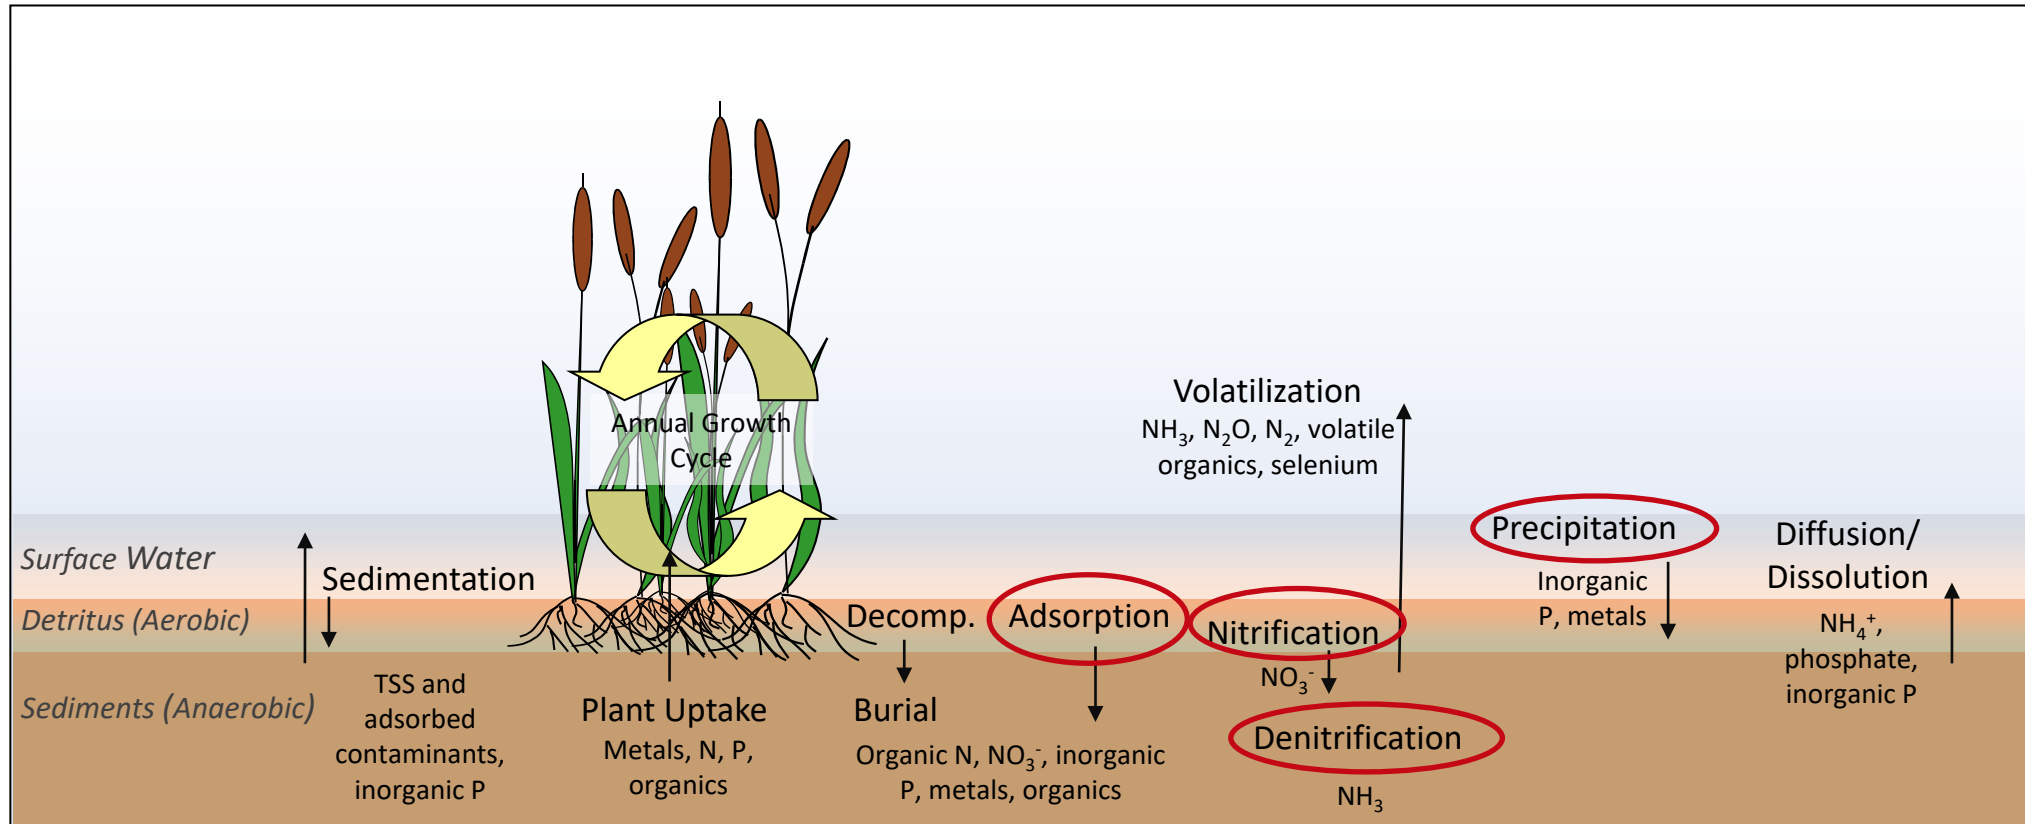 Annual Growth
Cycle
Volatilization
NH₃, N₂O, N₂, volatile
organics, selenium
Surface Water
Detritus (Aerobic)
Sediments (Anaerobic)
Sedimentation
TSS and
adsorbed
contaminants,
inorganic P
Plant Uptake
Metals, N, P,
organics
Decomp.
Burial
Adsorption
Organic N, NO₃⁻, inorganic
P, metals, organics
Nitrification
NO₃⁻
Denitrification
NH₃
Precipitation
Inorganic
P, metals
Diffusion/
Dissolution
NH₄⁺,
phosphate,
inorganic P